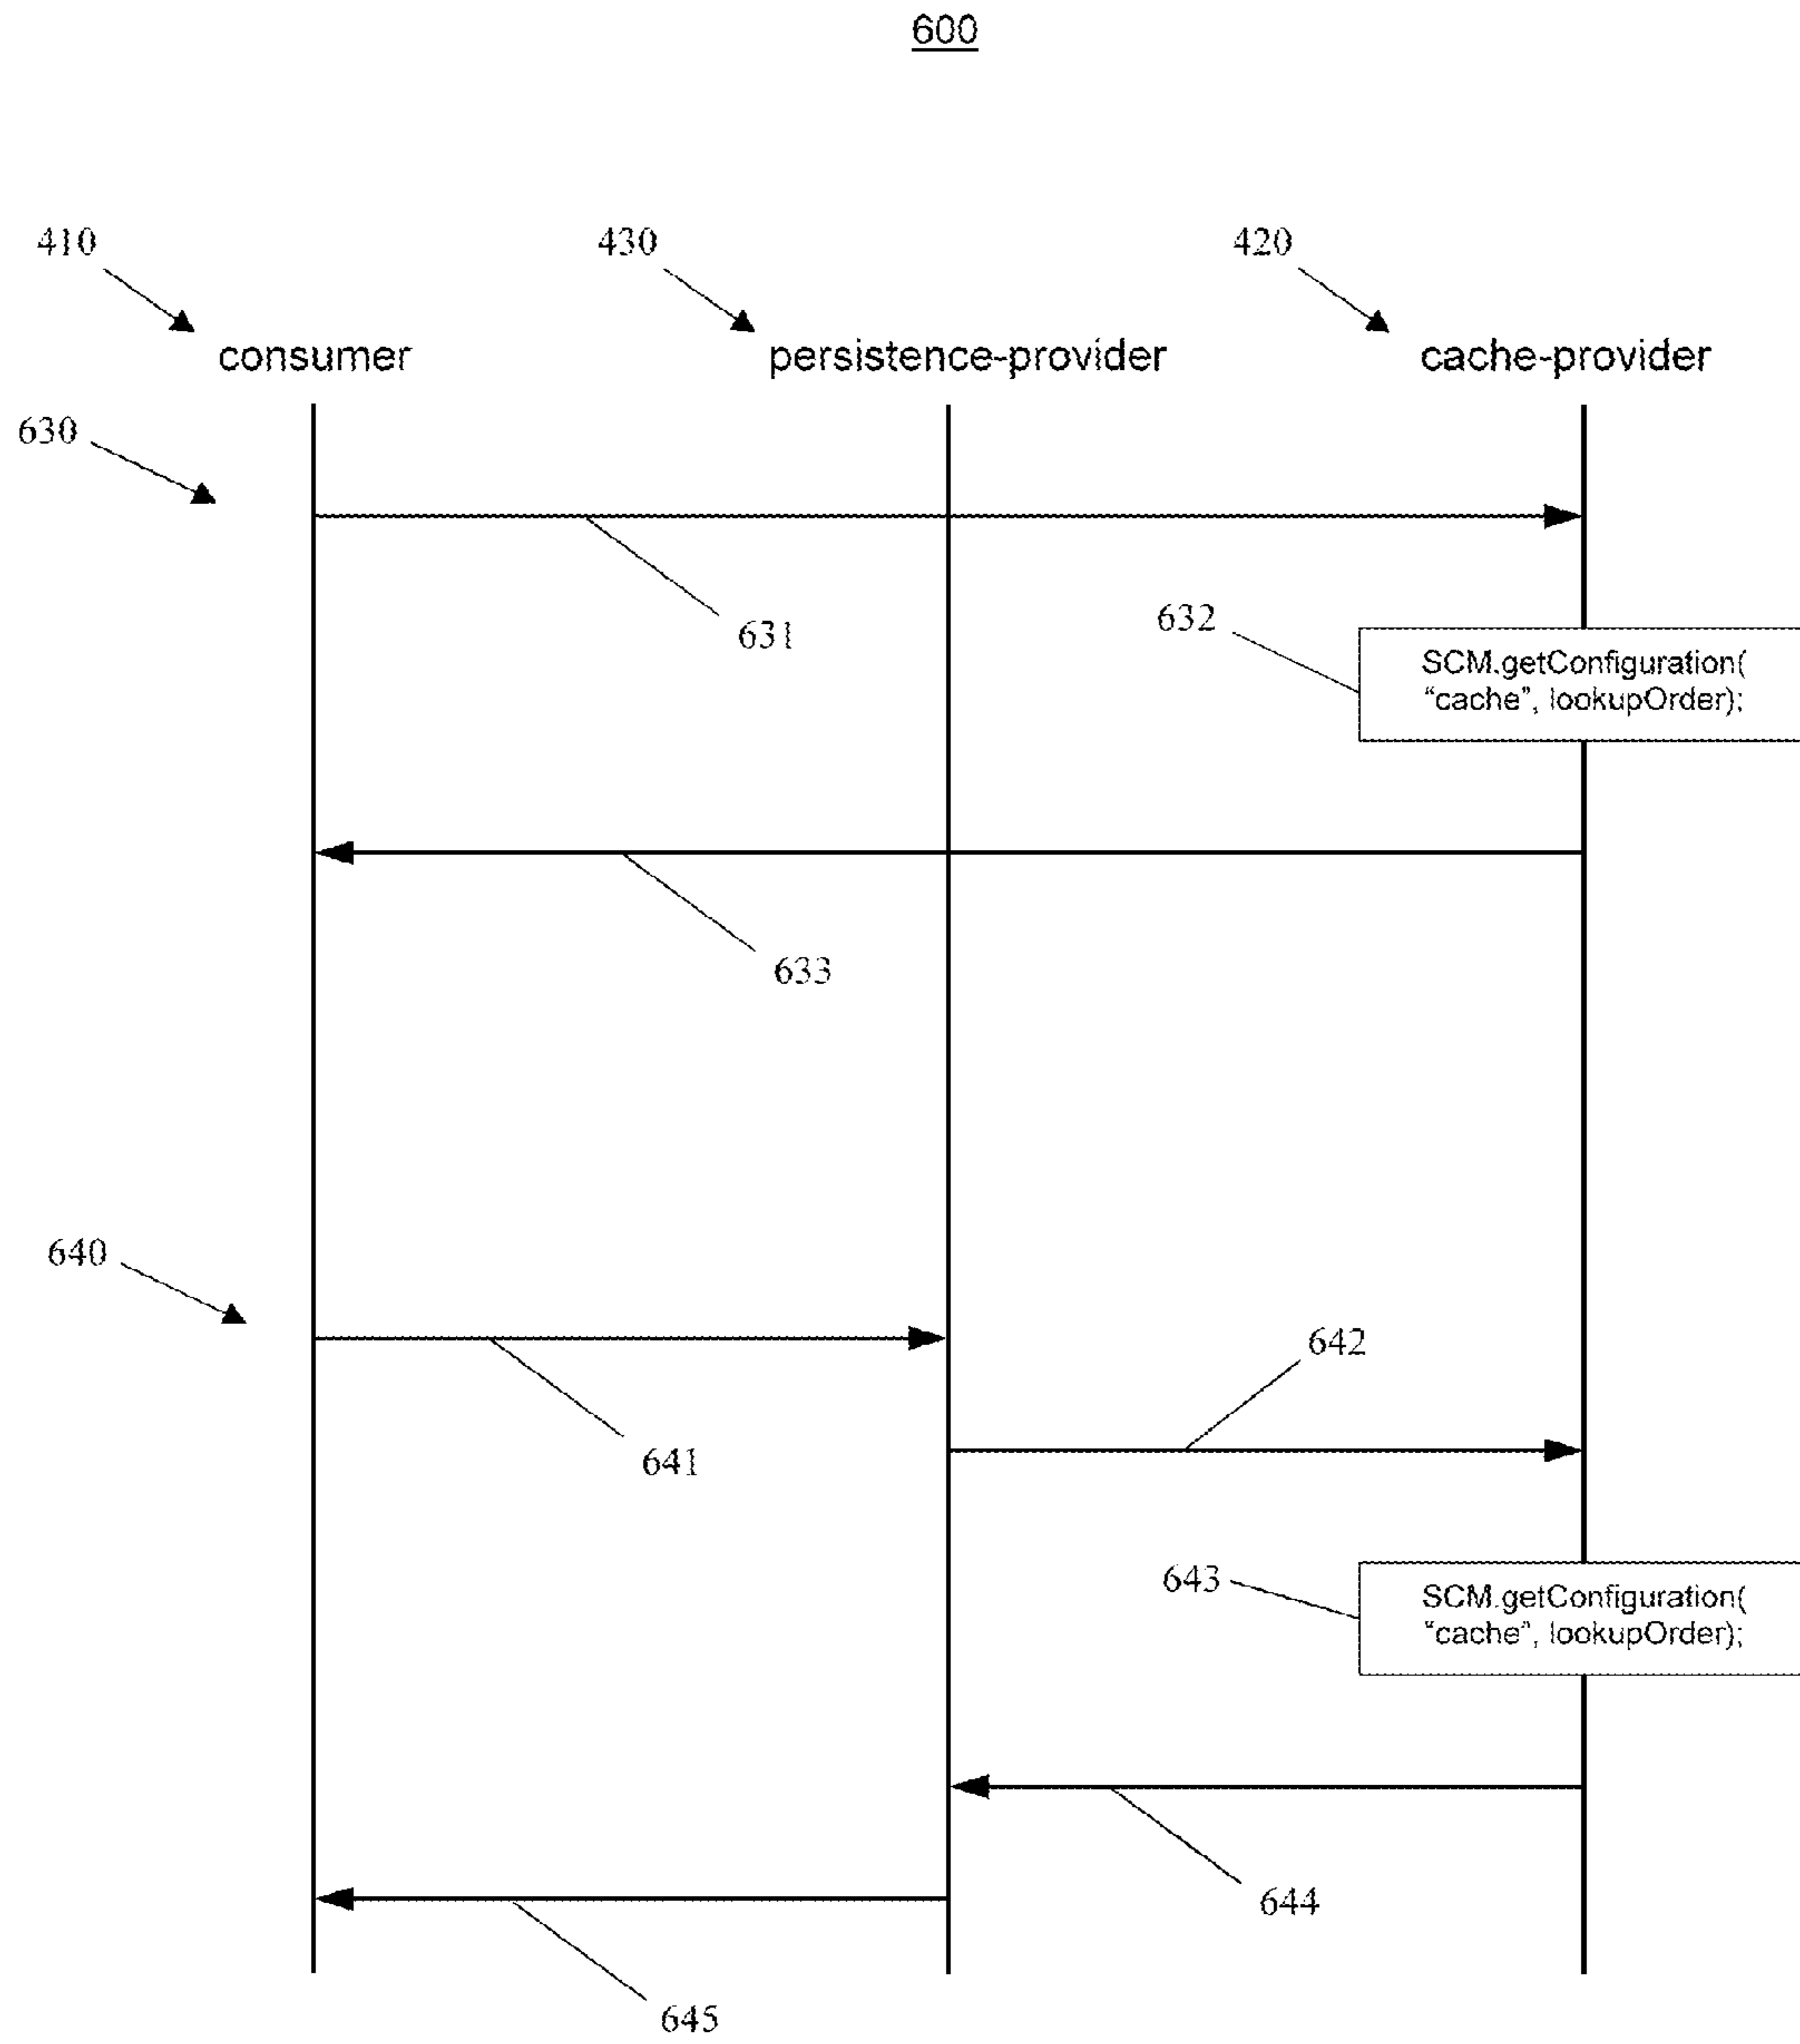 600
410
430
420
consumer
persistence-provider
cache-provider
630
631
632
SCM.getConfiguration(
“cache”, lookupOrder);
633
640
642
641
643
SCM.getConfiguration(
“cache”, lookupOrder);
644
645